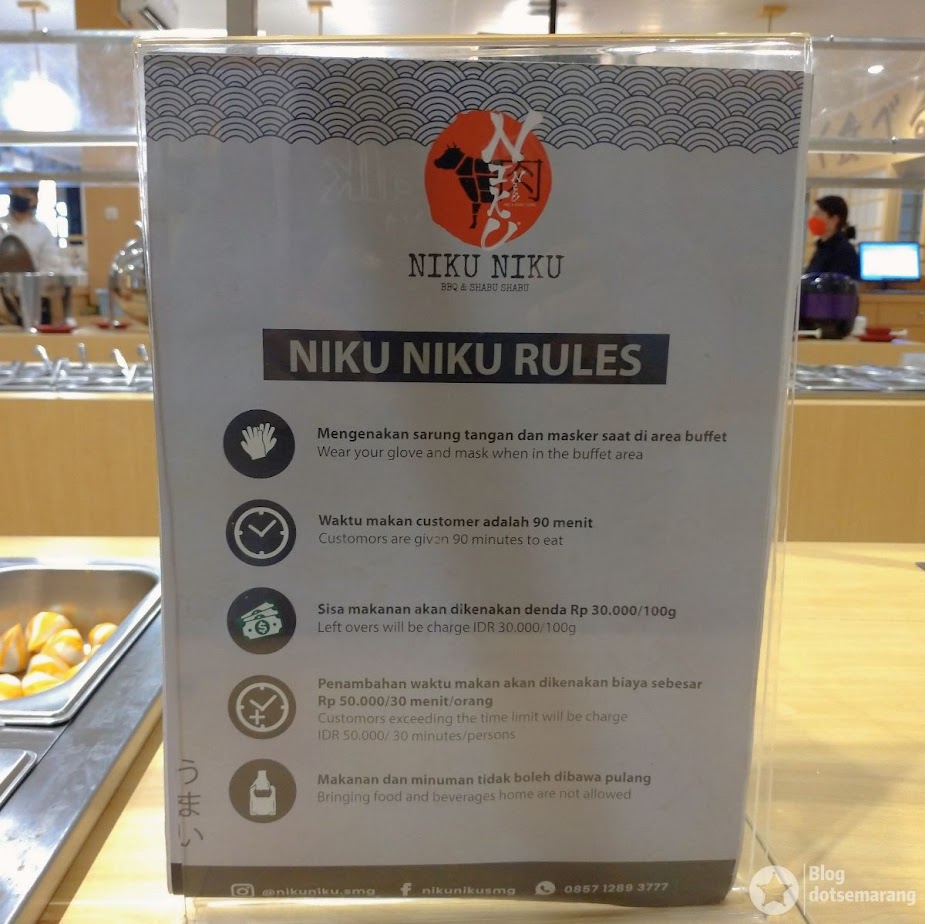 NIKU
NIKU
肉
NIKU NIKU
BBQ & SHABU SHABU
NIKU NIKU RULES
Mengenakan sarung tangan dan masker saat di area buffet
Wear your glove and mask when in the buffet area
Waktu makan customer adalah 90 menit
Customors are given 90 minutes to eat
Sisa makanan akan dikenakan denda Rp 30.000/100g
Left overs will be charge IDR 30.000/100g
Penambahan waktu makan akan dikenakan biaya sebesar
Rp 50.000/30 menit/orang
Customors exceeding the time limit will be charge
IDR 50.000/ 30 minutes/persons
Makanan dan minuman tidak boleh dibawa pulang
Bringing food and beverages home are not allowed
@nikuniku.smg nikunikusmg 0857 1289 3777
Blog
dotsemarang